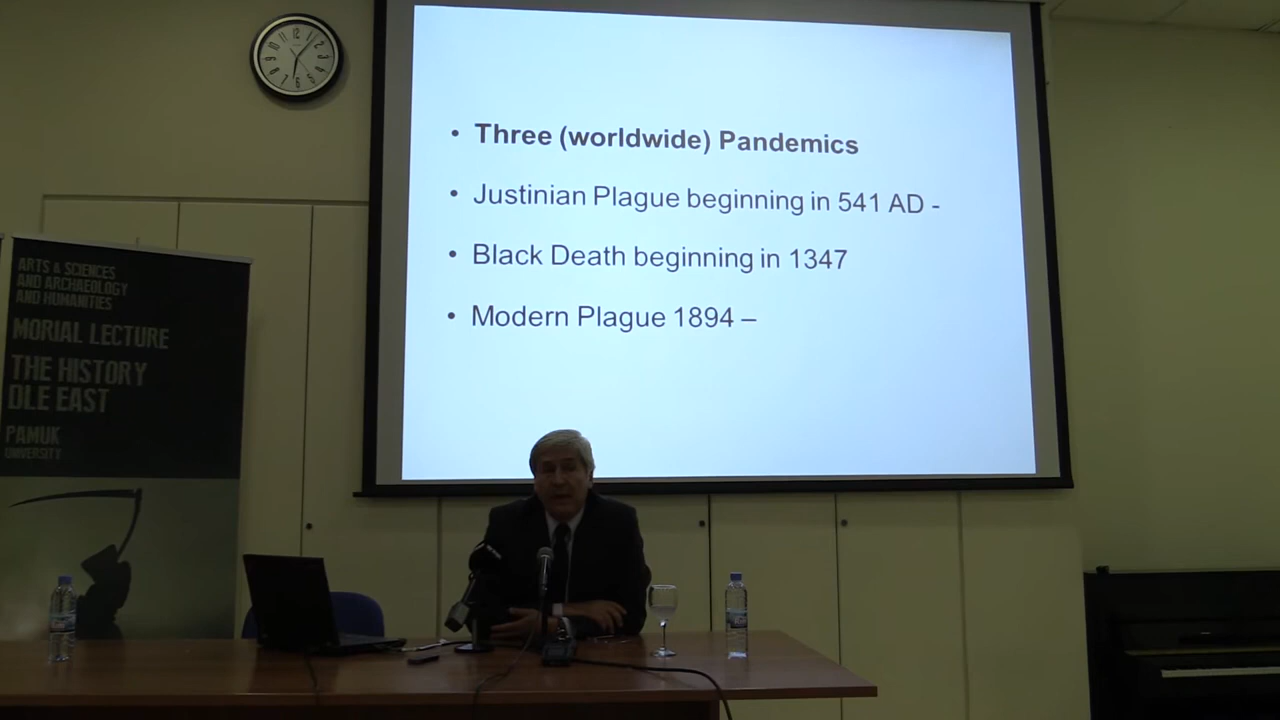 • Three (worldwide) Pandemics
• Justinian Plague beginning in 541 AD -
• Black Death beginning in 1347
• Modern Plague 1894 –
ARTS & SCIENCES
AND ARCHAEOLOGY
AND HUMANITIES
MORIAL LECTURE
THE HISTORY
DLE EAST
PAMUK
UNIVERSITY